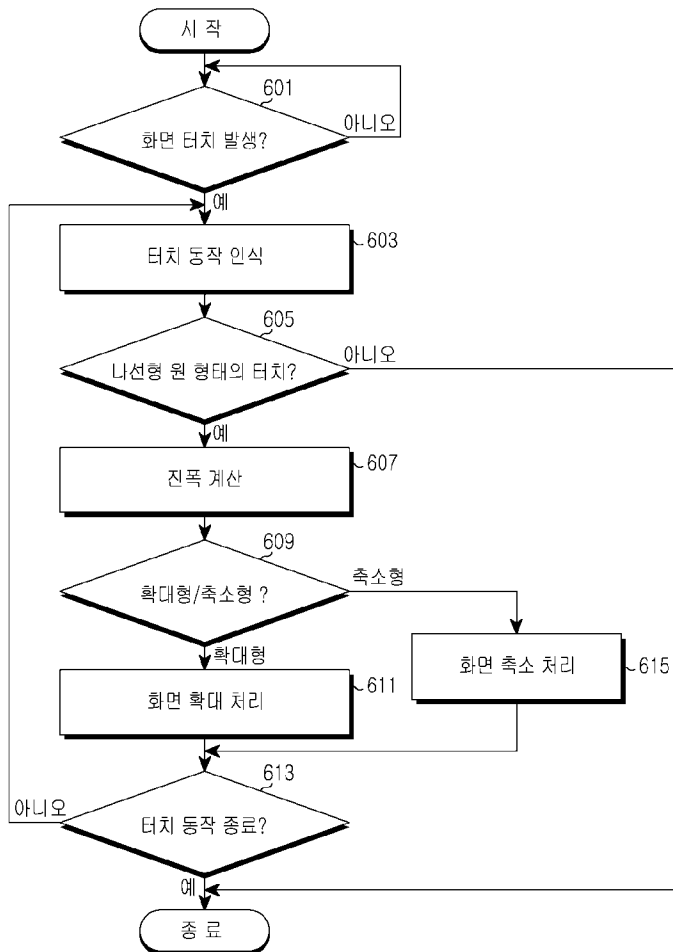 시 작
601
화면 터치 발생?
아니오
예
터치 동작 인식
603
605
나선형 원 형태의 터치?
아니오
예
진폭 계산
607
609
확대형/축소형 ?
축소형
확대형
화면 확대 처리
611
화면 축소 처리
615
613
아니오
터치 동작 종료?
예
종 료